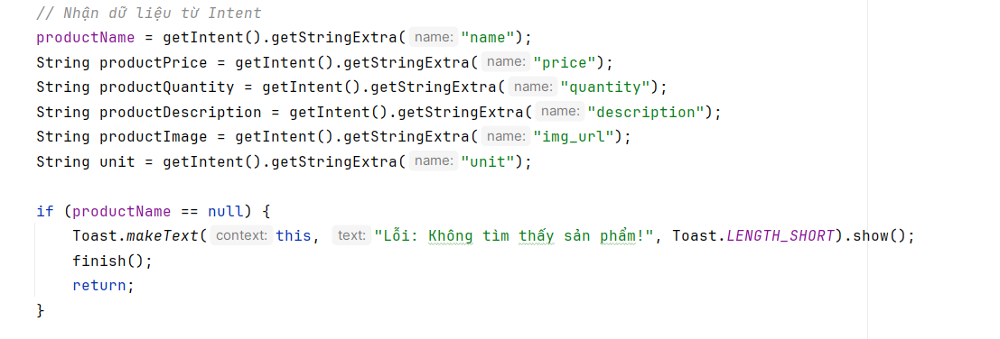 // Nhận dữ liệu từ Intent
productName = getIntent().getStringExtra( name: "name");
String productPrice = getIntent().getStringExtra( name: "price");
String productQuantity = getIntent().getStringExtra( name: "quantity");
String productDescription = getIntent().getStringExtra( name: "description");
String productImage = getIntent().getStringExtra( name: "img_url");
String unit = getIntent().getStringExtra( name: "unit");
if (productName == null) {
Toast.makeText( context: this, text: "Lỗi: Không tìm thấy sản phẩm!", Toast.LENGTH_SHORT).show();
finish();
return;
}